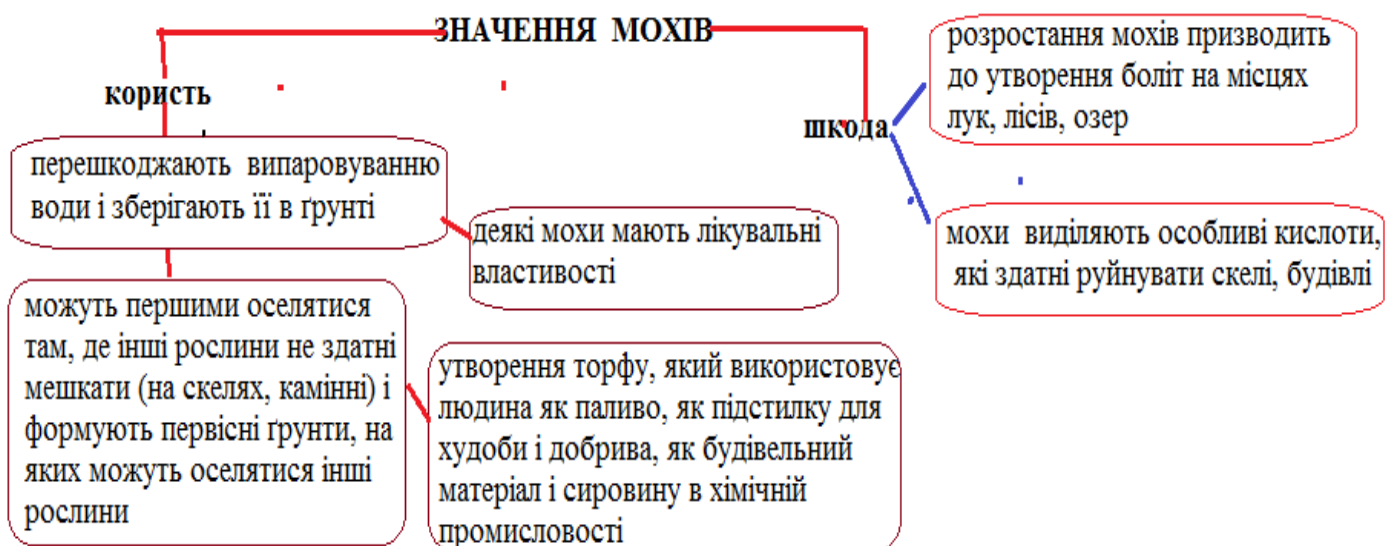 ЗНАЧЕННЯ МОХІВ
користь
перешкоджають випаровуванню
води і зберігають її в ґрунті
деякі мохи мають лікувальні
властивості
можуть першими оселятися
там, де інші рослини не здатні
мешкати (на скелях, камінні) і
формують первісні ґрунти, на
яких можуть оселятися інші
рослини
утворення торфу, який використовує
людина як паливо, як підстилку для
худоби і добрива, як будівельний
матеріал і сировину в хімічній
промисловості
шкода
розростання мохів призводить
до утворення боліт на місцях
лук, лісів, озер
мохи виділяють особливі кислоти,
які здатні руйнувати скелі, будівлі